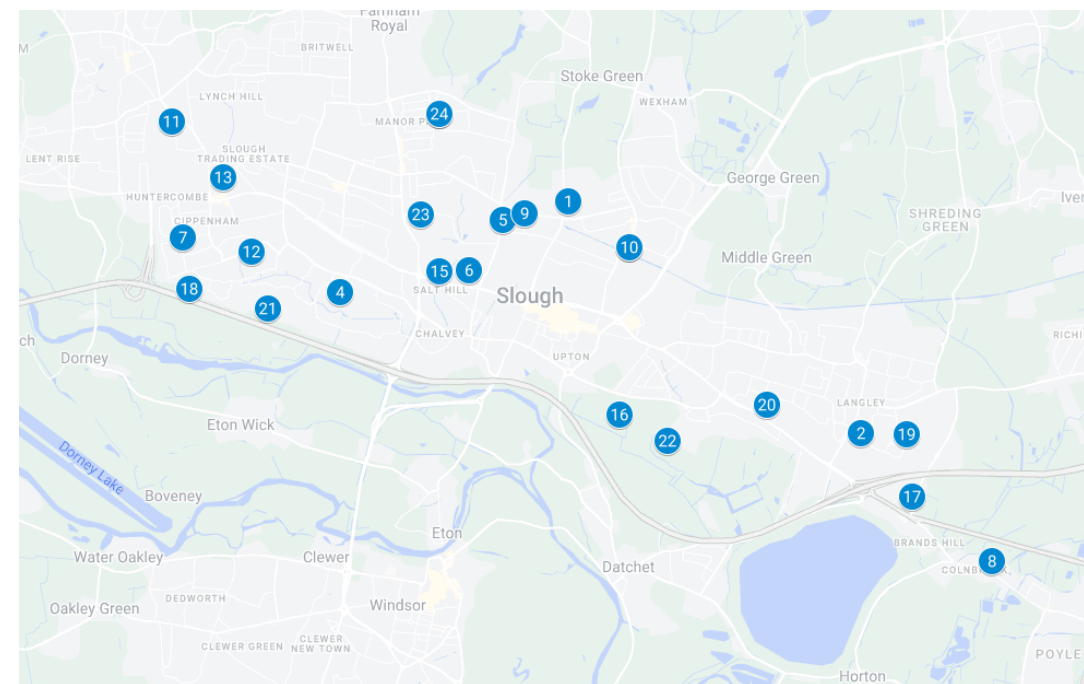 Farnham
Royal
M
BRITWELL
Stoke Green
LYNCH HILL
WEXHAM
11
24
MANOR P
SLOUGH
TRADING ESTATE
LENT RISE
13
George Green
HUNTERCOMBE
1
Iver
23
5
9
SHREDING
GREEN
CIPPENHAM
7
12
10
Middle Green
15
6
18
4
SALT HILL
Slough
21
CHALVEY
RICHI
ch
Dorney
UPTON
20
LANGLEY
16
Eton Wick
22
2
19
Dorney Lake
Boveney
17
Eton
BRANDS HILL
Water Oakley
Clewer
Datchet
8
COLNB
K
DEDWORTH
Oakley Green
Windsor
CLEWER GREEN
CLEWER
NEW TOWN
POYLE
Horton